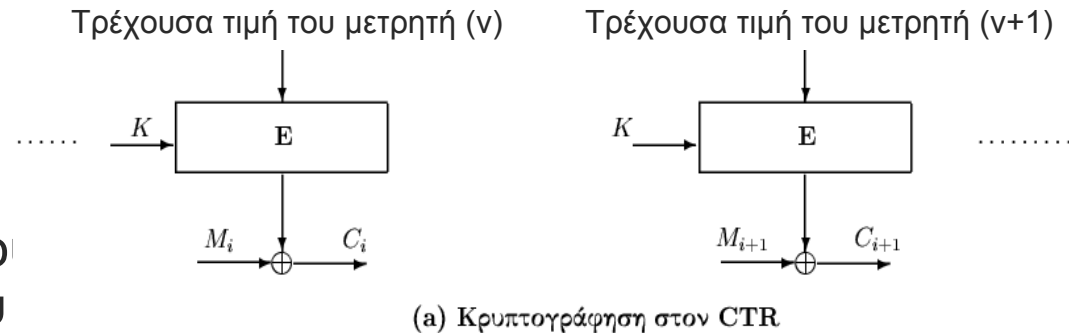 Τρέχουσα τιμή του μετρητή (ν) Τρέχουσα τιμή του μετρητή (ν+1)
...... K E K E .........
M_i C_i M_{i+1} C_{i+1}
(a) Κρυπτογράφηση στον CTR